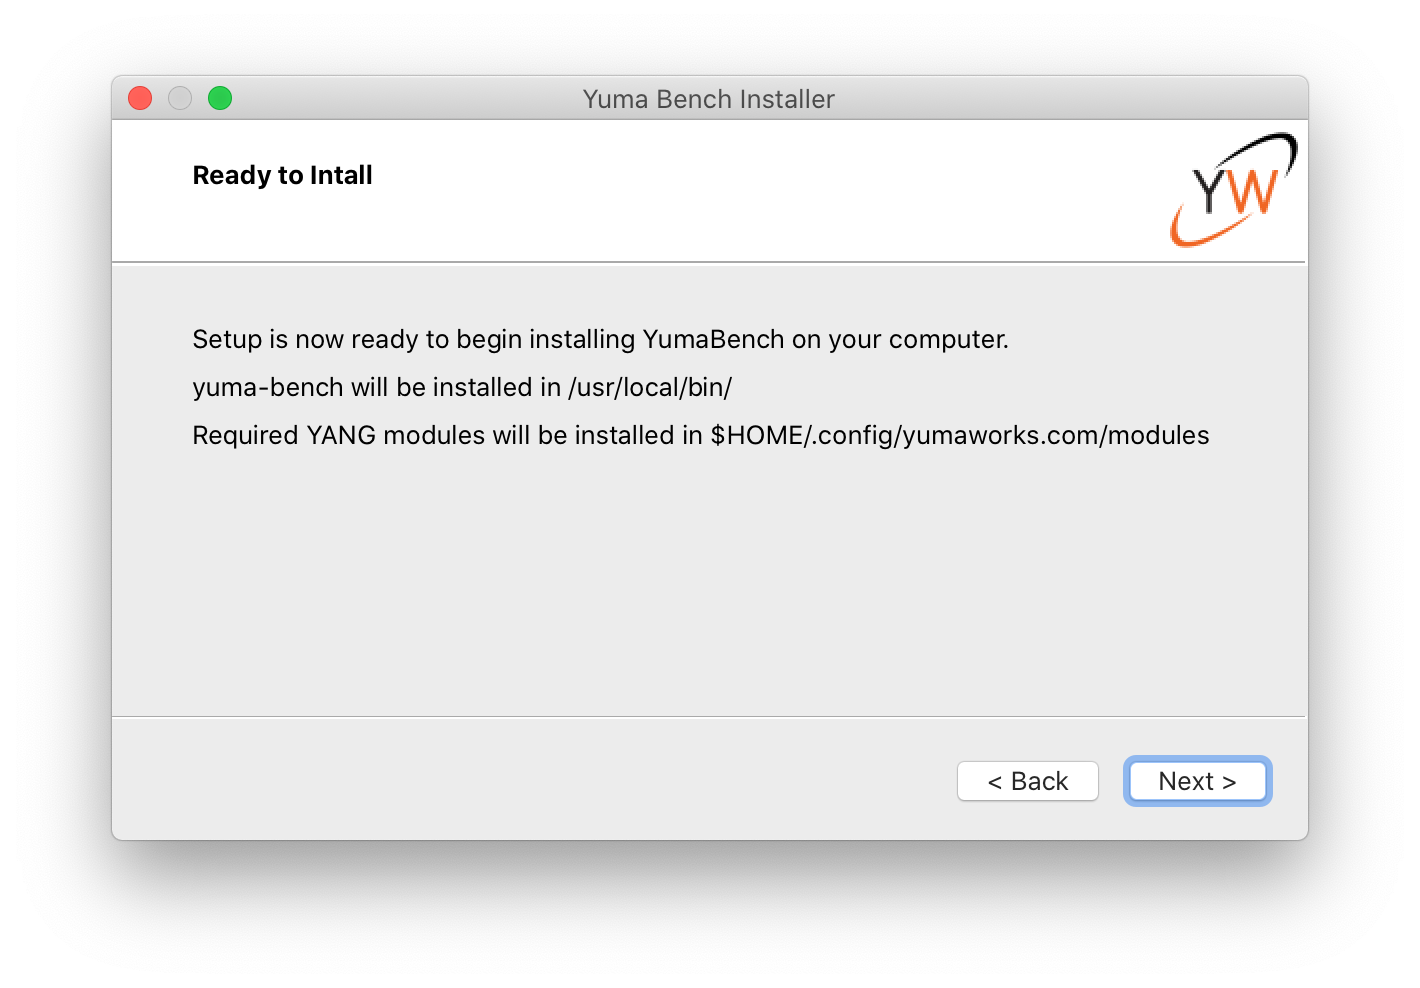 Yuma Bench Installer
Ready to Intall
YW
Setup is now ready to begin installing YumaBench on your computer.
yuma-bench will be installed in /usr/local/bin/
Required YANG modules will be installed in $HOME/.config/yumaworks.com/modules
< Back
Next >